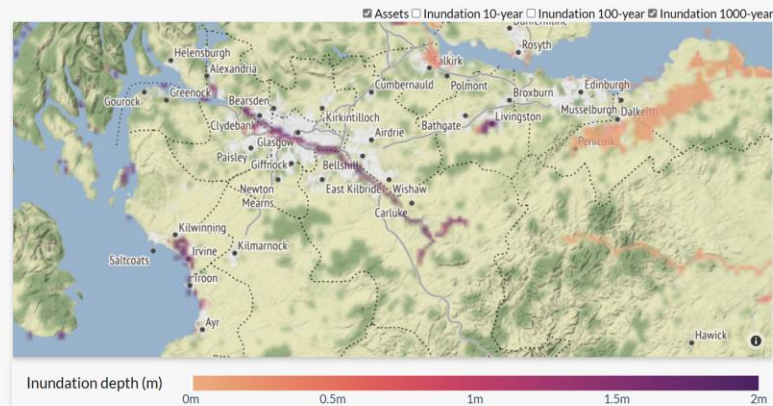 Assets Inundation 10-year Inundation 100-year Inundation 1000-year
Rosyth
Helensburgh
Falkirk
Alexandria
Cumbernauld
Polmont
Broxburn
Edinburgh
Gourock
Greenock
Bearsden
Kirkintilloch
Musselburgh
Dalkeith
Clydebank
Bathgate
Livingston
Airdrie
Glasgow
Penicuik
Paisley
Bellshill
Giffnock
Newton
Mearns
East Kilbride
Wishaw
Carluke
Kilwinning
Saltcoats
Irvine
Kilmarnock
Troon
Ayr
Hawick
Inundation depth (m)
0m 0.5m 1m 1.5m 2m